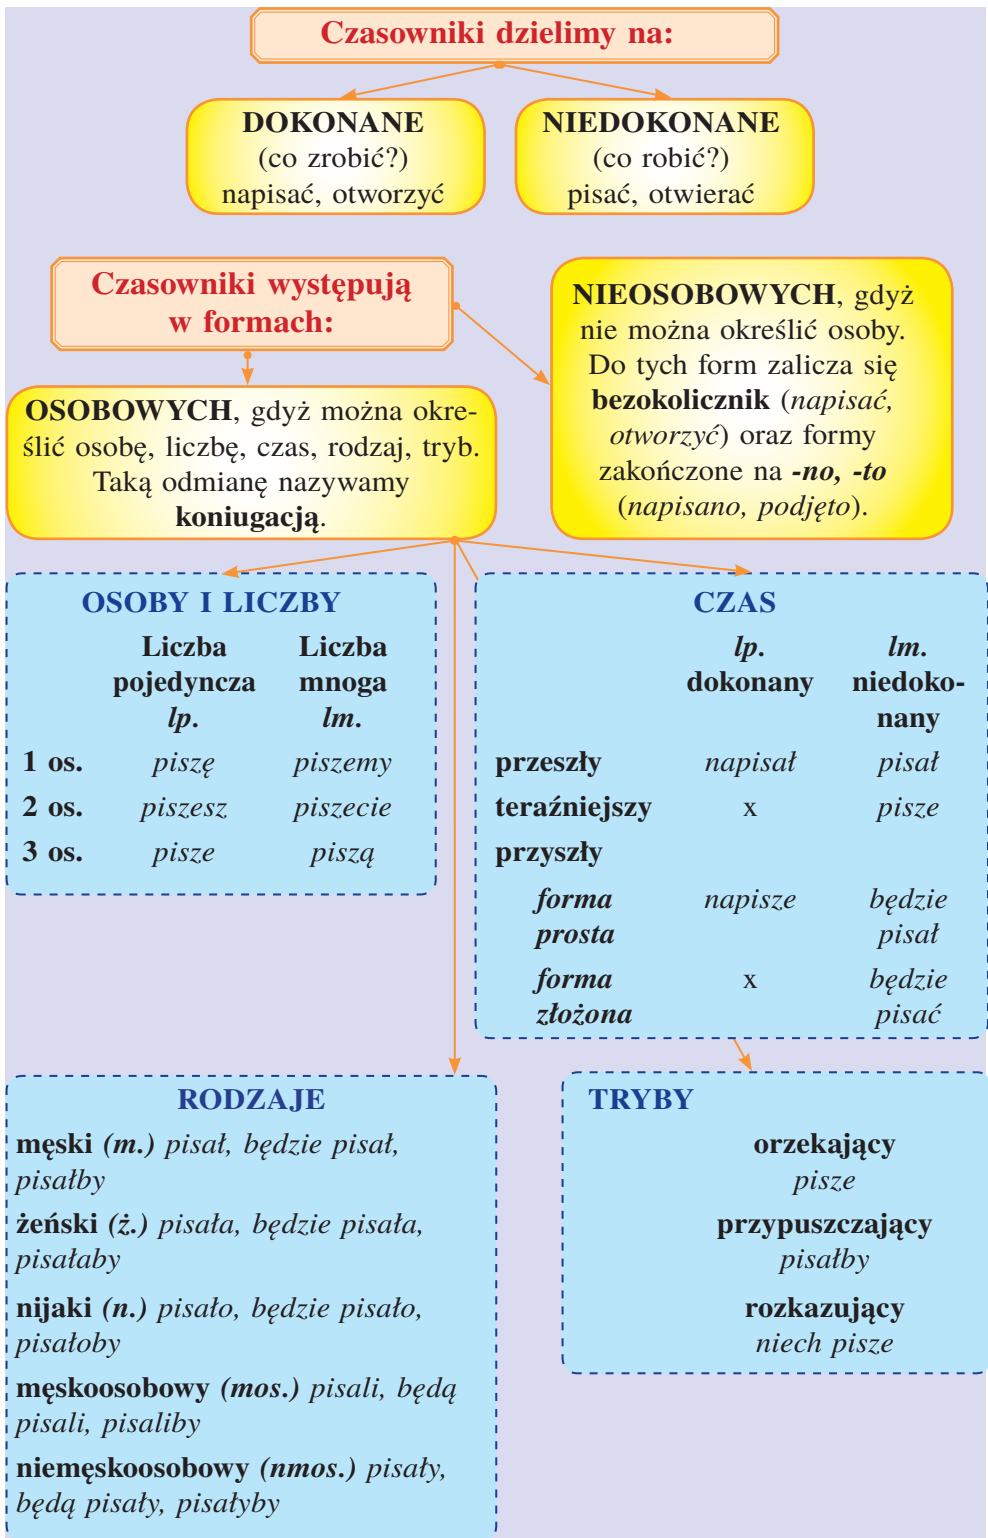 Czasowniki dzielimy na:
DOKONANE
(co zrobić?)
napisać, otworzyć
NIEDOKONANE
(co robić?)
pisać, otwierać
Czasowniki występują
w formach:
NIEOSOBOWYCH, gdyż
nie można określić osoby.
Do tych form zalicza się
bezokolicznik (napisać,
otworzyć) oraz formy
zakończone na -no, -to
(napisano, podjęto).
OSOBOWYCH, gdyż można okre-
ślić osobę, liczbę, czas, rodzaj, tryb.
Taką odmianę nazywamy
koniugacją.
OSOBY I LICZBY
Liczba Liczba
pojedyncza mnoga
lp. lm.
1 os. piszę piszemy
2 os. piszesz piszecie
3 os. pisze piszą
CZAS
lp. lm.
dokonany niedoko-
nany
przeszły napisał pisał
teraźniejszy x pisze
przyszły
forma napisze będzie
prosta pisał
forma x będzie
złożona pisać
RODZAJE
męski (m.) pisał, będzie pisał,
pisałby
żeński (ż.) pisała, będzie pisała,
pisałaby
nijaki (n.) pisało, będzie pisało,
pisałoby
męskoosobowy (mos.) pisali, będą
pisali, pisaliby
niemęskoosobowy (nmos.) pisały,
będą pisały, pisałyby
TRYBY
orzekający
pisze
przypuszczający
pisałby
rozkazujący
niech pisze